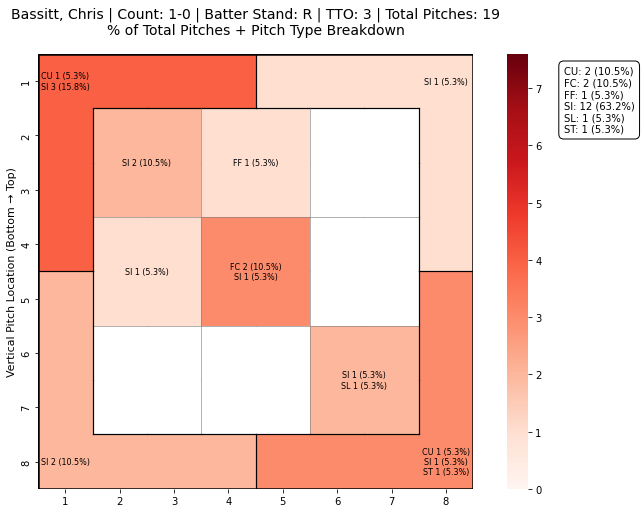 Bassitt, Chris | Count: 1-0 | Batter Stand: R | TTO: 3 | Total Pitches: 19
% of Total Pitches + Pitch Type Breakdown
CU 1 (5.3%)
SI 3 (15.8%)
SI 1 (5.3%)
SI 2 (10.5%)
FF 1 (5.3%)
SI 1 (5.3%)
FC 2 (10.5%)
SI 1 (5.3%)
SI 1 (5.3%)
SL 1 (5.3%)
SI 2 (10.5%)
CU 1 (5.3%)
SI 1 (5.3%)
ST 1 (5.3%)
Vertical Pitch Location (Bottom → Top)
1
2
3
4
5
6
7
8
1 2 3 4 5 6 7 8
7
6
5
4
3
2
1
0
CU: 2 (10.5%)
FC: 2 (10.5%)
FF: 1 (5.3%)
SI: 12 (63.2%)
SL: 1 (5.3%)
ST: 1 (5.3%)